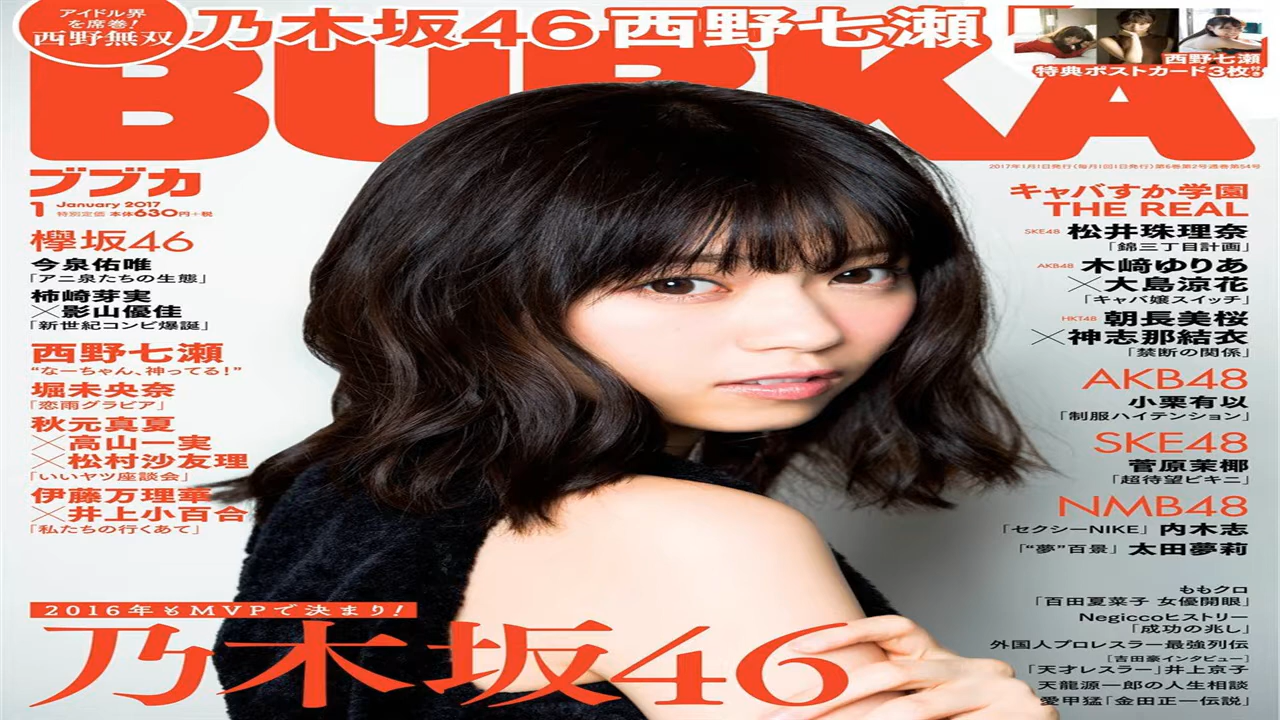 アイドル界
を席巻!
西野無双
乃木坂46西野七瀬
BUBKA
西野七瀬
特典ポストカード3枚付き
2017年1月1日発行(毎月1回1日発行)第6巻第2号通巻第54号
ブブカ
1 January 2017
特別定価 本体630円+税
欅坂46
今泉佑唯
「アニ泉たちの生態」
柿崎芽実
×影山優佳
「新世紀コンビ爆誕」
西野七瀬
“なーちゃん、神ってる!”
堀未央奈
「恋雨グラビア」
秋元真夏
×高山一実
×松村沙友理
「いいヤツ座談会」
伊藤万理華
×井上小百合
「私たちの行くあて」
2016年もMVPで決まり!
乃木坂46
キャバすか学園
THE REAL
SKE48 松井珠理奈
「錦三丁目計画」
AKB48 木﨑ゆりあ
×大島涼花
「キャバ嬢スイッチ」
HKT48 朝長美桜
×神志那結衣
「禁断の関係」
AKB48
小栗有以
「制服ハイテンション」
SKE48
菅原茉椰
「超待望ビキニ」
NMB48
「セクシーNIKE」内木志
「“夢”百景」太田夢莉
ももクロ
「百田夏菜子 女優開眼」
Negiccoヒストリー
「成功の兆し」
外国人プロレスラー最強列伝
[吉田豪インタビュー]
「天才レスラー」井上京子
天龍源一郎の人生相談
愛甲猛「金田正一伝説」